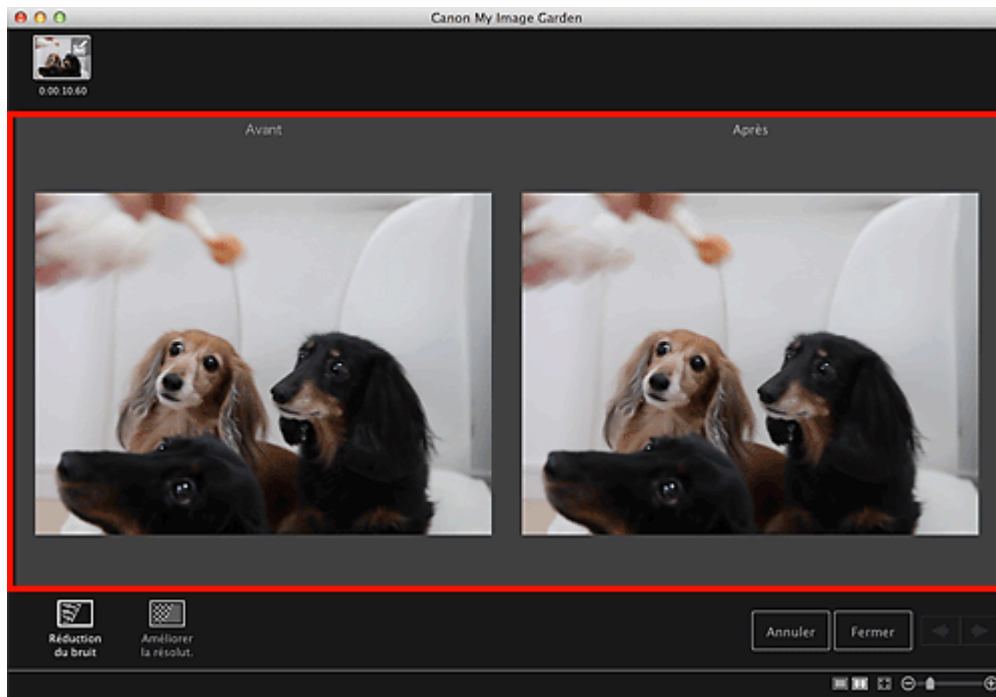 Canon My Image Garden
0:00:10.60
Avant
Après
Réduction
du bruit
Améliorer
la résolut.
Annuler
Fermer